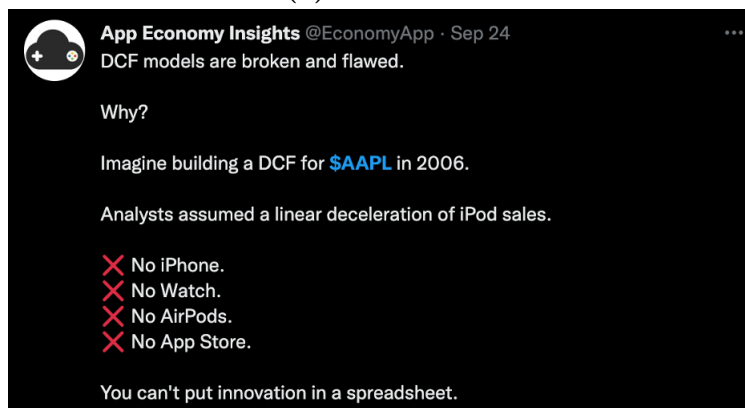 App Economy Insights @EconomyApp · Sep 24
DCF models are broken and flawed.
Why?
Imagine building a DCF for $AAPL in 2006.
Analysts assumed a linear deceleration of iPod sales.
❌ No iPhone.
❌ No Watch.
❌ No AirPods.
❌ No App Store.
You can't put innovation in a spreadsheet.